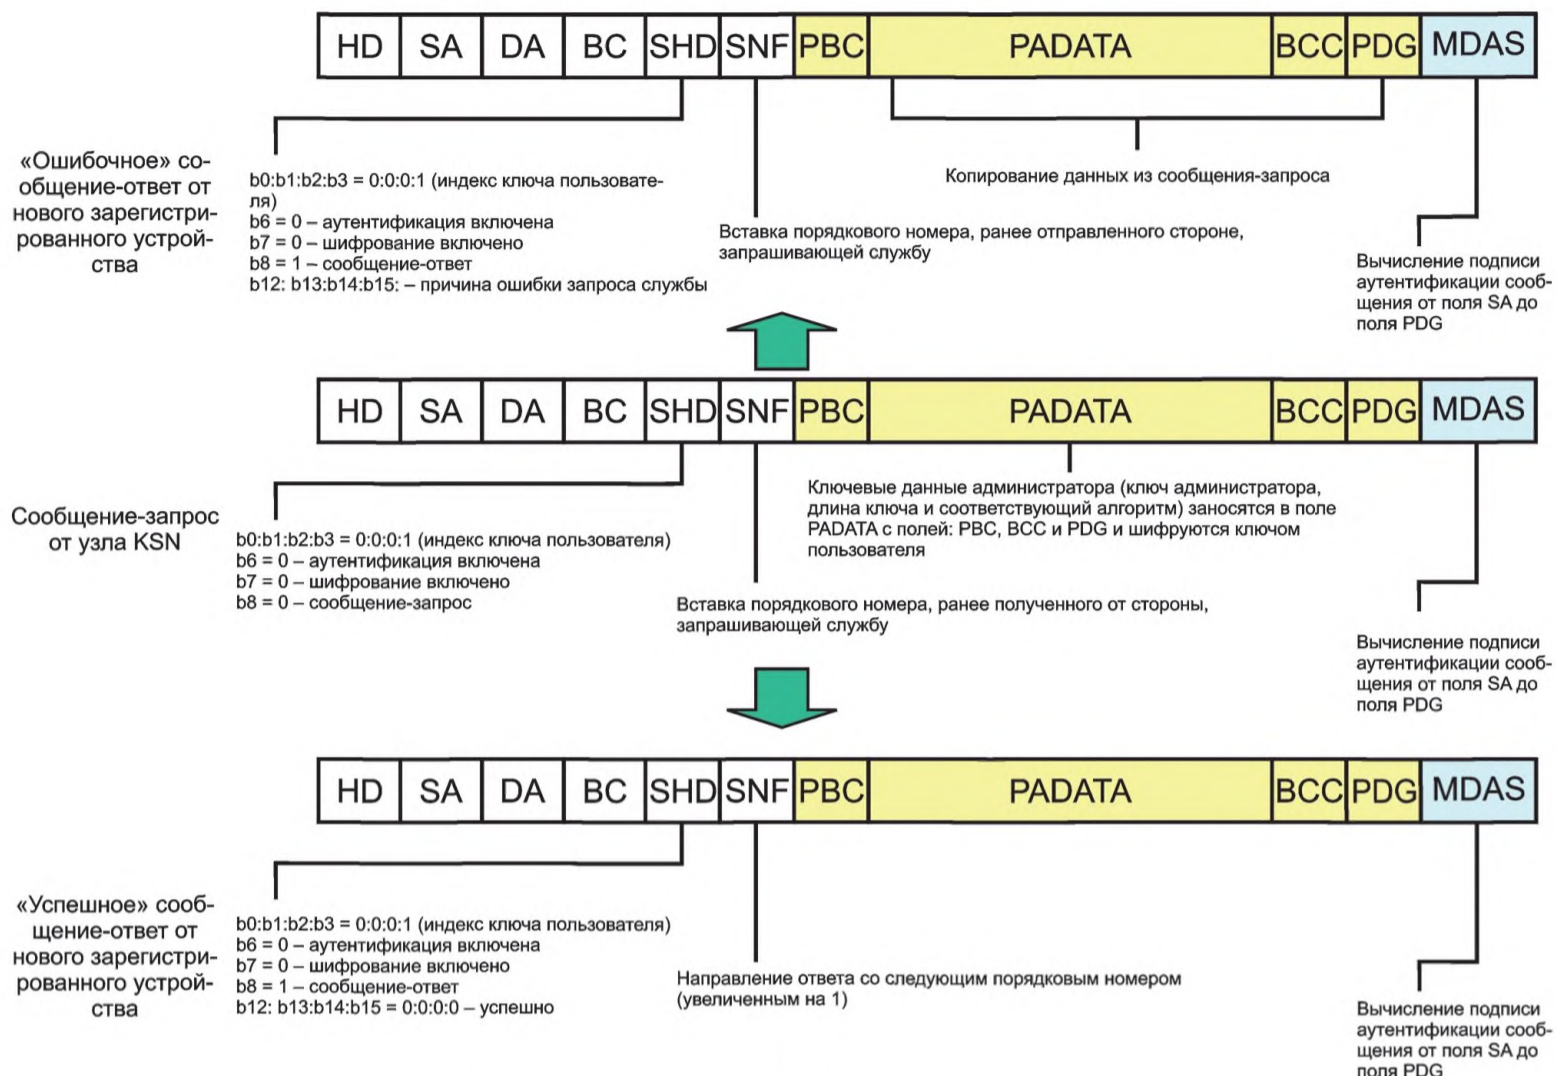 HD SA DA BC SHD SNF PBC PADATA BCC PDG MDAS
«Ошибочное» со-
общение-ответ от
нового зарегистри-
рованного устрой-
ства
b0:b1:b2:b3 = 0:0:0:1 (индекс ключа пользовате-
ля)
b6 = 0 – аутентификация включена
b7 = 0 – шифрование включено
b8 = 1 – сообщение-ответ
b12: b13:b14:b15: – причина ошибки запроса службы
Вставка порядкового номера, ранее отправленного стороне,
запрашивающей службу
Копирование данных из сообщения-запроса
Вычисление подписи
аутентификации сооб-
щения от поля SA до
поля PDG
HD SA DA BC SHD SNF PBC PADATA BCC PDG MDAS
Сообщение-запрос
от узла KSN
b0:b1:b2:b3 = 0:0:0:1 (индекс ключа пользователя)
b6 = 0 – аутентификация включена
b7 = 0 – шифрование включено
b8 = 0 – сообщение-запрос
Ключевые данные администратора (ключ администратора,
длина ключа и соответствующий алгоритм) заносятся в поле
PADATA с полей: PBC, BCC и PDG и шифруются ключом
пользователя
Вставка порядкового номера, ранее полученного от стороны,
запрашивающей службу
Вычисление подписи
аутентификации сооб-
щения от поля SA до
поля PDG
HD SA DA BC SHD SNF PBC PADATA BCC PDG MDAS
«Успешное» сооб-
щение-ответ от
нового зарегистри-
рованного устрой-
ства
b0:b1:b2:b3 = 0:0:0:1 (индекс ключа пользователя)
b6 = 0 – аутентификация включена
b7 = 0 – шифрование включено
b8 = 1 – сообщение-ответ
b12: b13:b14:b15 = 0:0:0:0 – успешно
Направление ответа со следующим порядковым номером
(увеличенным на 1)
Вычисление подписи
аутентификации сооб-
щения от поля SA до
поля PDG